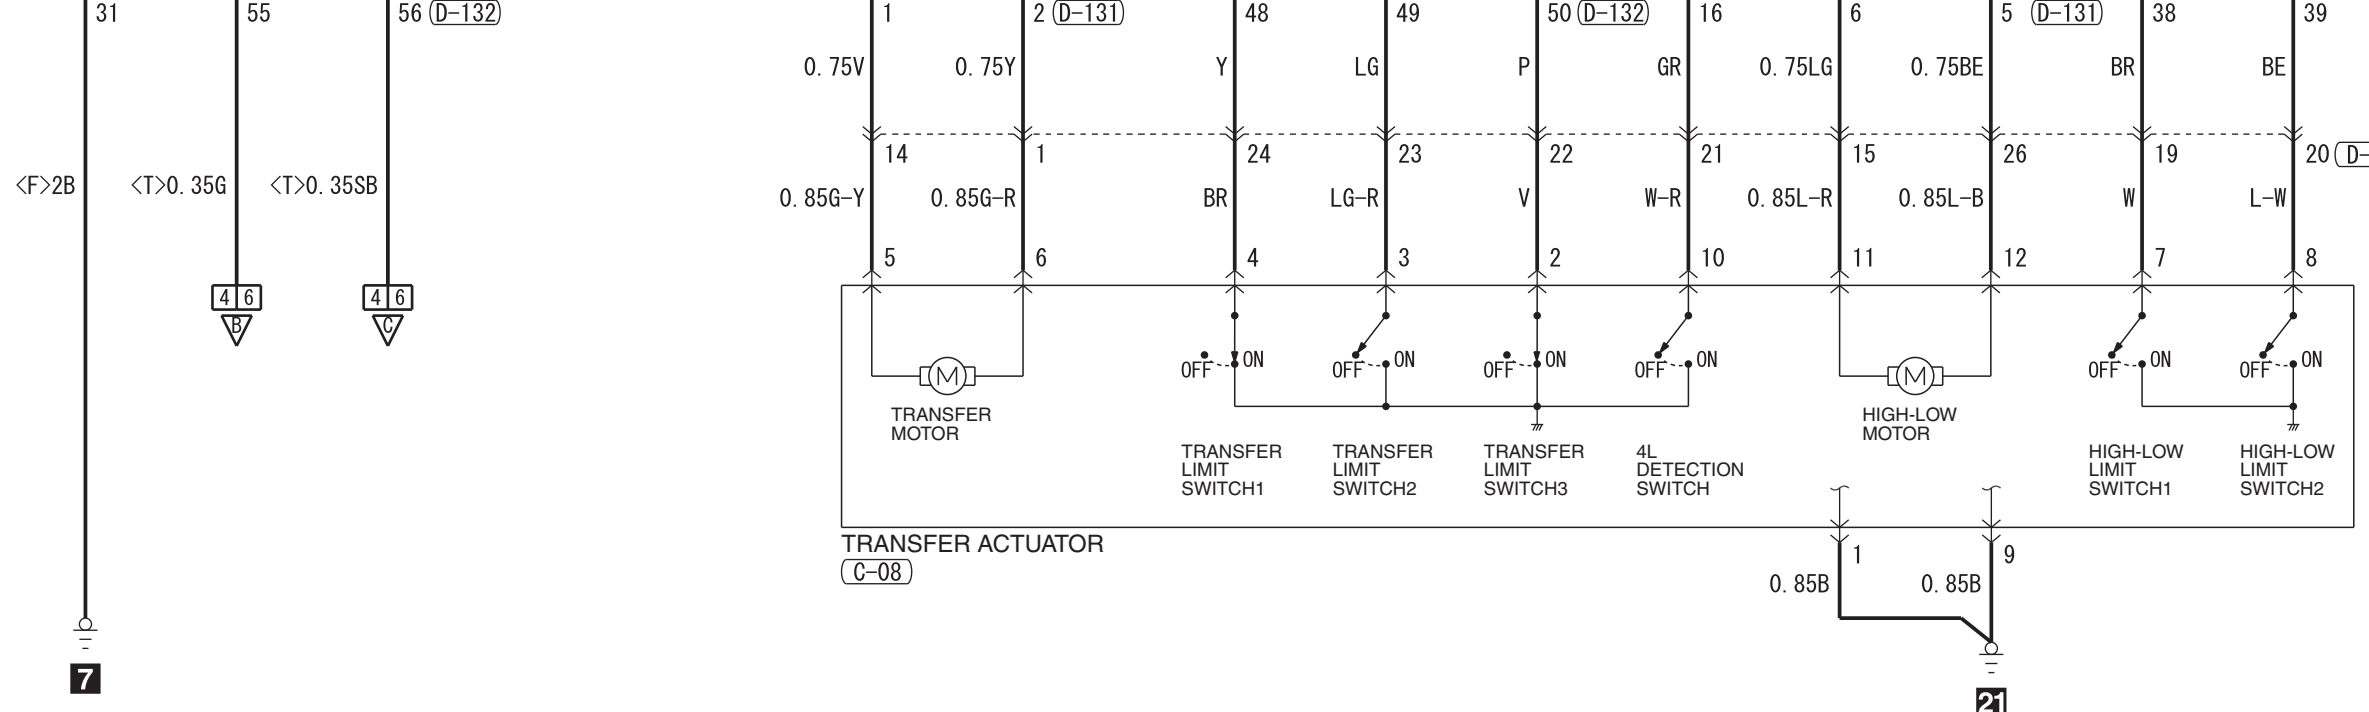 31 55 56 D-132 1 2 D-131 48 49 50 D-132 16 6 5 D-131 38 39
0.75V 0.75Y Y LG P GR 0.75LG 0.75BE BR BE
14 1 24 23 22 21 15 26 19 20 D-
<F>2B <T>0.35G <T>0.35SB 0.85G-Y 0.85G-R BR LG-R V W-R 0.85L-R 0.85L-B W L-W
5 6 4 3 2 10 11 12 7 8
4 6 4 6
B C
OFF ON OFF ON OFF ON OFF ON OFF ON OFF ON
M M
TRANSFER
MOTOR
HIGH-LOW
MOTOR
TRANSFER
LIMIT
SWITCH1
TRANSFER
LIMIT
SWITCH2
TRANSFER
LIMIT
SWITCH3
4L
DETECTION
SWITCH
HIGH-LOW
LIMIT
SWITCH1
HIGH-LOW
LIMIT
SWITCH2
TRANSFER ACTUATOR
C-08
1 9
0.85B 0.85B
7
21